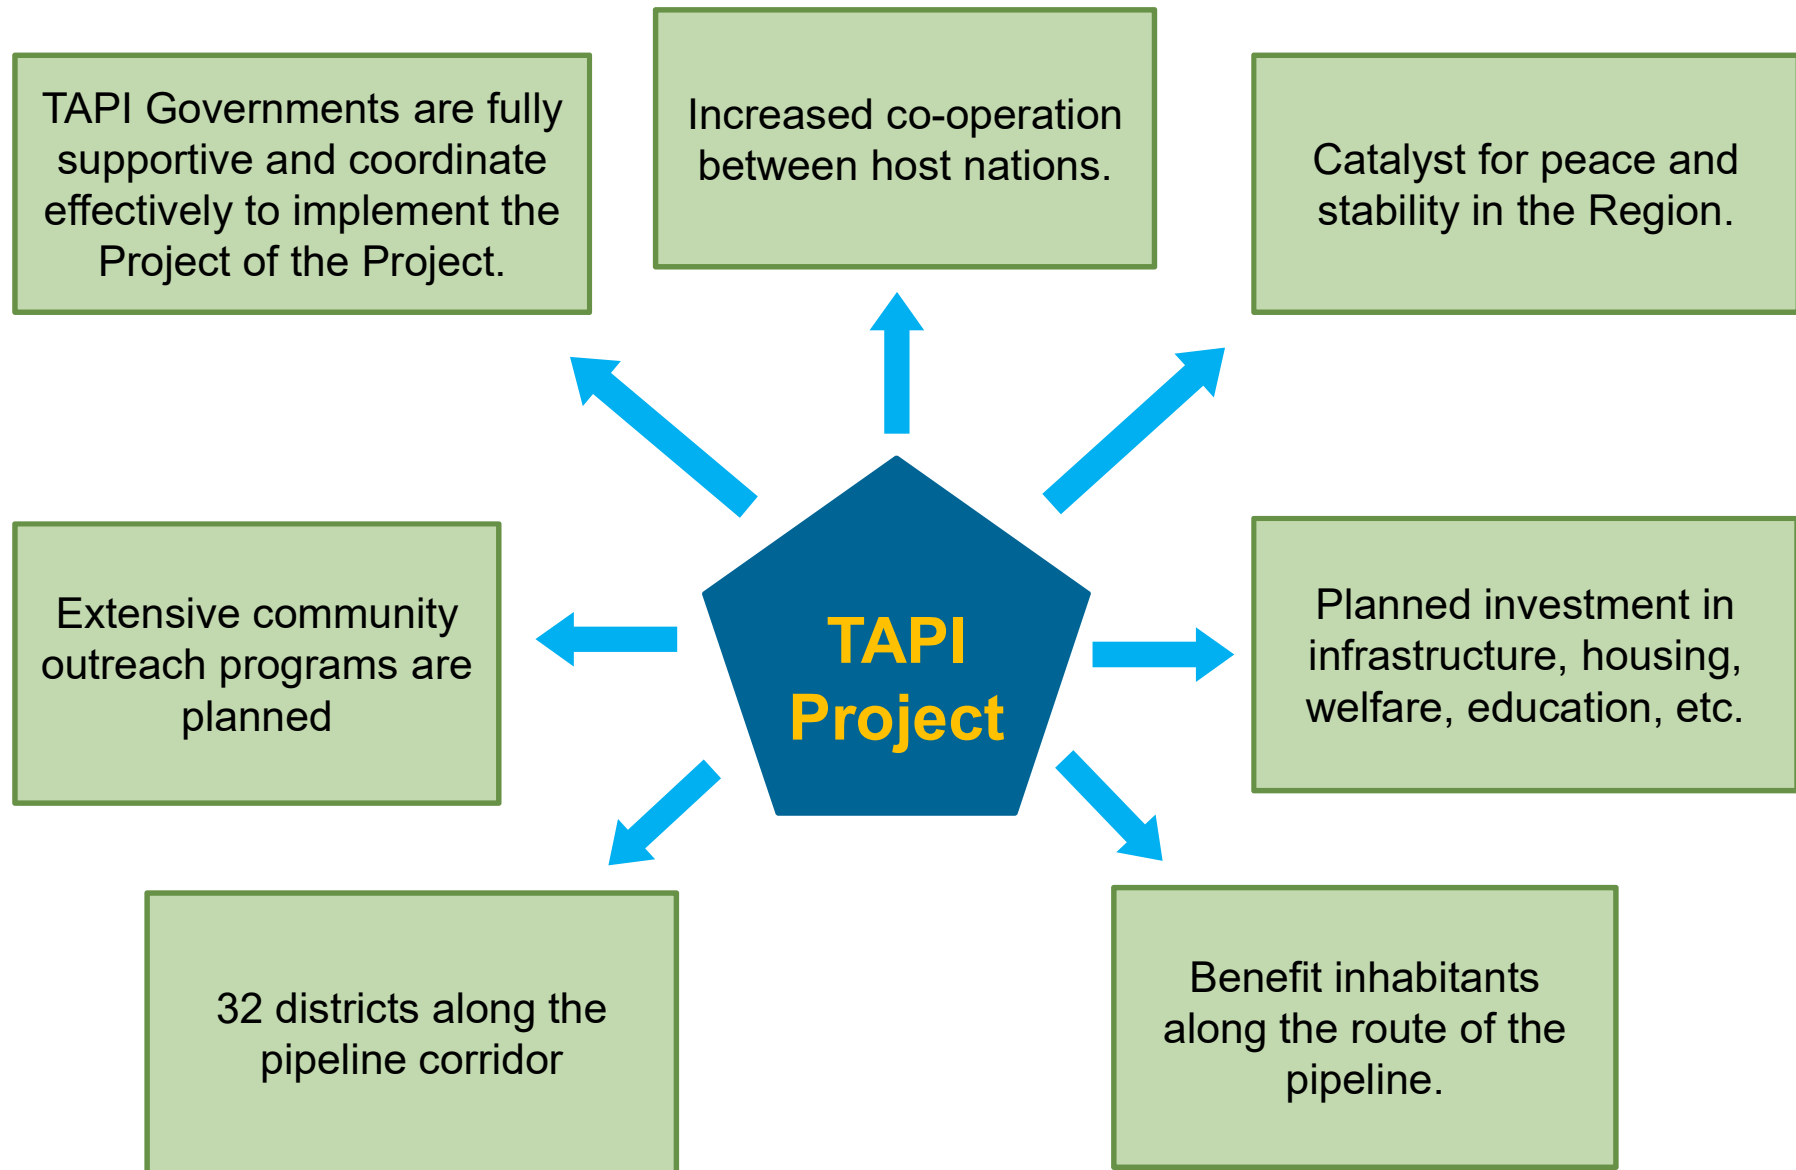 TAPI Governments are fully
supportive and coordinate
effectively to implement the
Project of the Project.
Increased co-operation
between host nations.
Catalyst for peace and
stability in the Region.
Extensive community
outreach programs are
planned
TAPI
Project
Planned investment in
infrastructure, housing,
welfare, education, etc.
32 districts along the
pipeline corridor
Benefit inhabitants
along the route of the
pipeline.